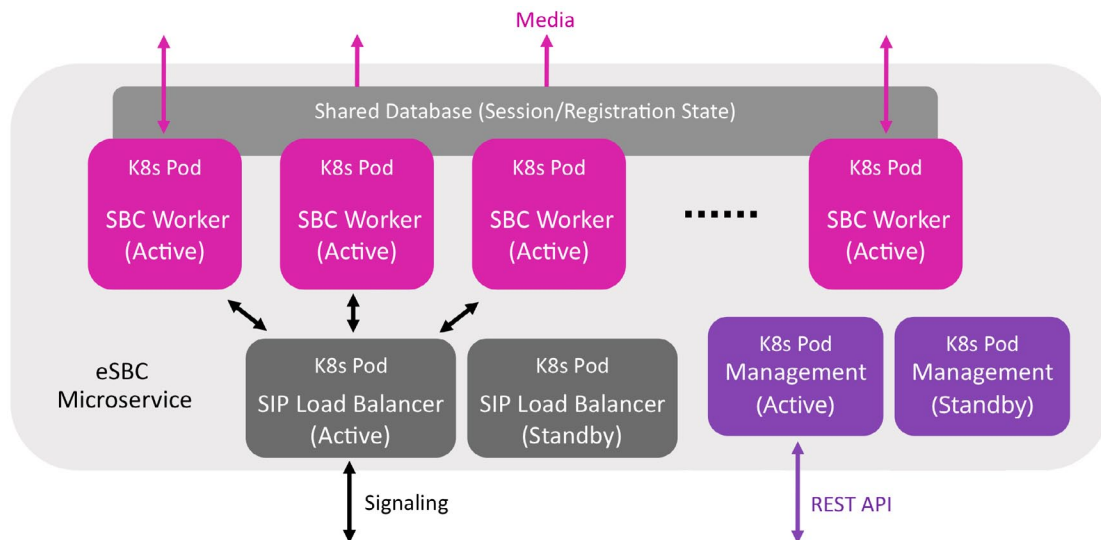 Media
Shared Database (Session/Registration State)
K8s Pod
SBC Worker
(Active)
K8s Pod
SBC Worker
(Active)
K8s Pod
SBC Worker
(Active)
K8s Pod
SBC Worker
(Active)
eSBC
Microservice
K8s Pod
SIP Load Balancer
(Active)
K8s Pod
SIP Load Balancer
(Standby)
K8s Pod
Management
(Active)
K8s Pod
Management
(Standby)
Signaling
REST API